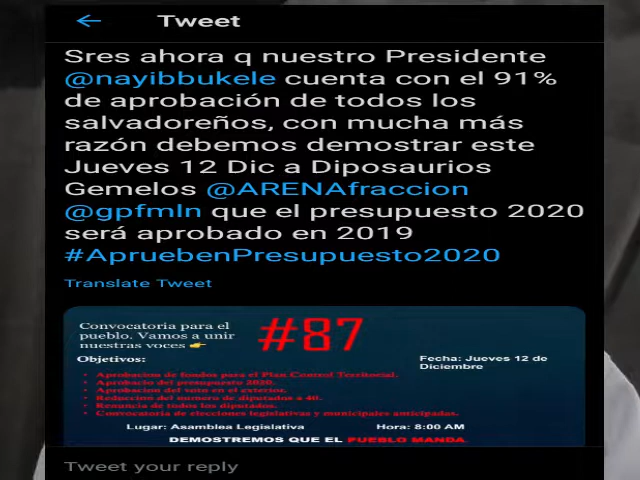 Tweet
Sres ahora q nuestro Presidente
@nayibbukele cuenta con el 91%
de aprobación de todos los
salvadoreños, con mucha más
razón debemos demostrar este
Jueves 12 Dic a Diposaurios
Gemelos @ARENAfraccion
@gpfmln que el presupuesto 2020
será aprobado en 2019
#ApruebenPresupuesto2020
Translate Tweet
Convocatoria para el
pueblo. Vamos a unir
nuestras voces
#87
Objetivos:
Fecha: Jueves 12 de
Diciembre
• Aprobacion de fondos para el Plan Control Territorial.
• Aprobacio del presupuesto 2020.
• Aprobacion del voto en el exterior.
• Reduccion del numero de diputados a 40.
• Renuncia de todos los diputados.
• Convocatoria de elecciones legislativas y municipales anticipadas.
Lugar: Asamblea Legislativa
Hora: 8:00 AM
DEMOSTREMOS QUE EL PUEBLO MANDA.
Tweet your reply